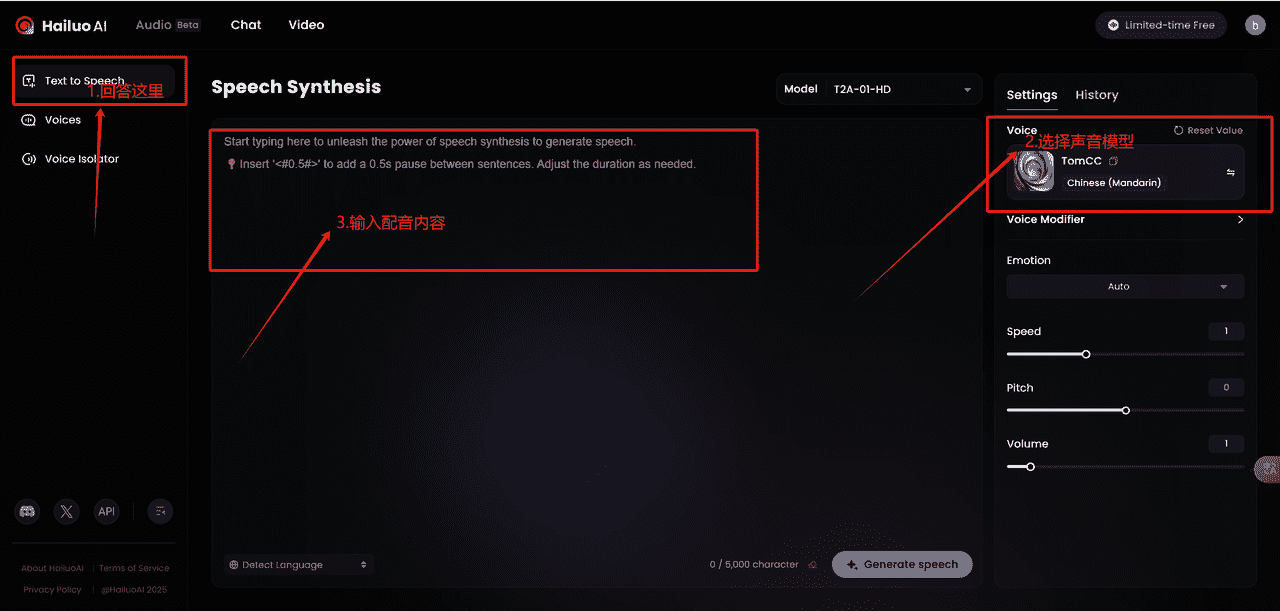 Hailuo AI
Audio Beta
Chat
Video
Limited-time Free
b
Text to Speech
1.回答这里
Voices
Voice Isolator
Speech Synthesis
Model T2A-01-HD
Start typing here to unleash the power of speech synthesis to generate speech.
Insert '<#0.5#>' to add a 0.5s pause between sentences. Adjust the duration as needed.
3.输入配音内容
Detect Language
0 / 5,000 character
Generate speech
Settings
History
Voice
Reset Value
2.选择声音模型
TomCC
Chinese (Mandarin)
Voice Modifier
Emotion
Auto
Speed
1
Pitch
0
Volume
1
API
About HailuoAI
Terms of Service
Privacy Policy
@HailuoAI 2025